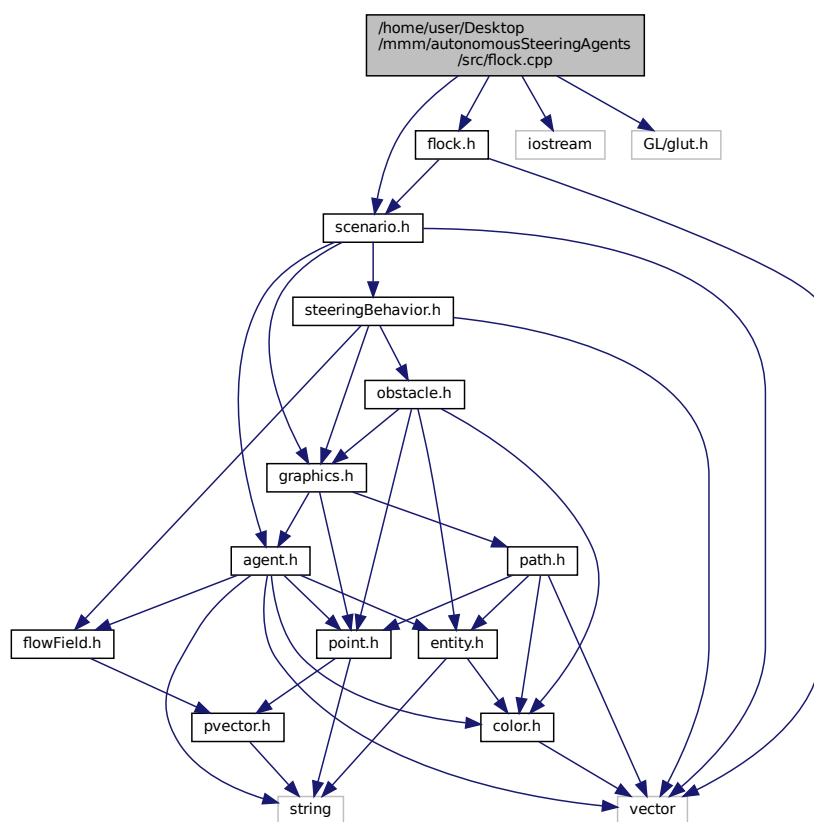 /home/user/Desktop
/mmm/autonomousSteeringAgents
/src/flock.cpp
flock.h
iostream
GL/glut.h
scenario.h
steeringBehavior.h
obstacle.h
graphics.h
agent.h
path.h
flowField.h
point.h
entity.h
pvector.h
color.h
string
vector